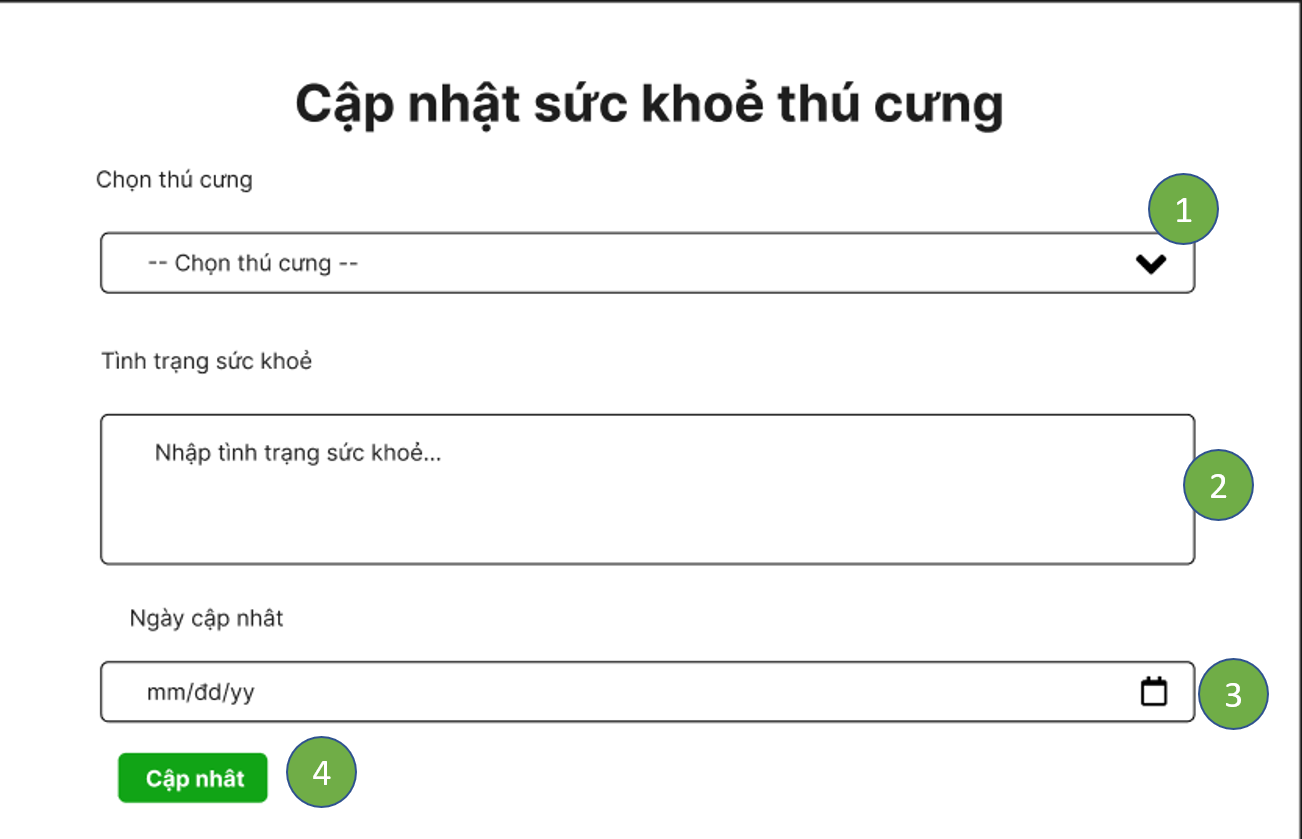 Cập nhật sức khoẻ thú cưng
Chọn thú cưng
1
-- Chọn thú cưng --
Tình trạng sức khoẻ
Nhập tình trạng sức khoẻ...
2
Ngày cập nhât
mm/đd/yy
3
Cập nhât
4